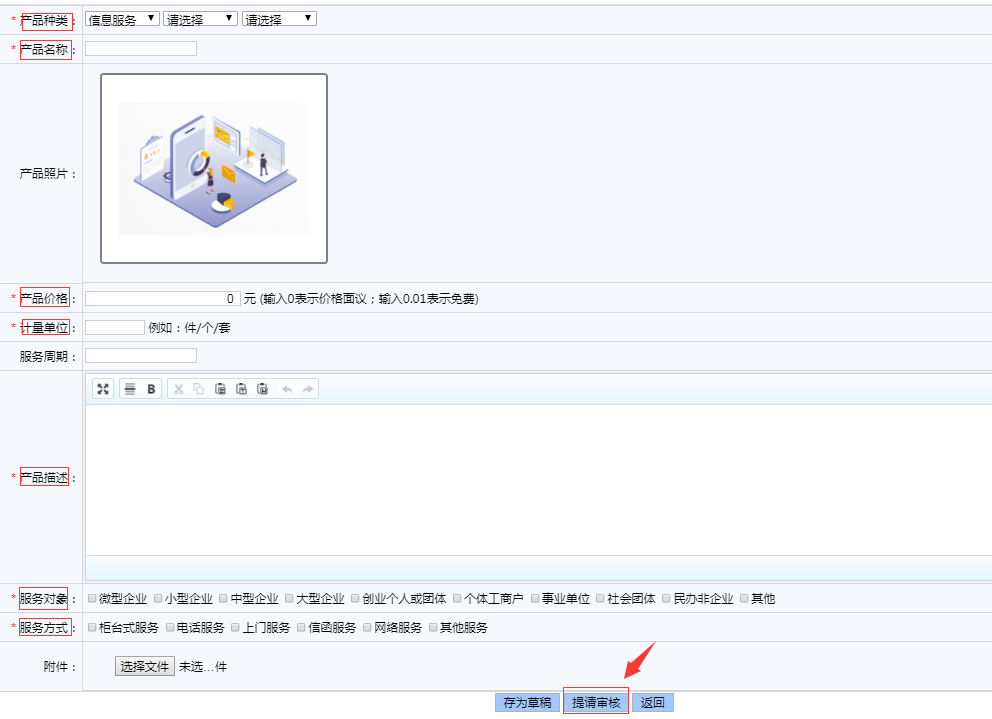 * 产品种类： 信息服务 请选择 请选择
* 产品名称：
产品照片：
* 产品价格： 0 元 (输入0表示价格面议；输入0.01表示免费)
* 计量单位： 例如：件/个/套
服务周期：
B
* 产品描述：
* 服务对象： 微型企业 小型企业 中型企业 大型企业 创业个人或团体 个体工商户 事业单位 社会团体 民办非企业 其他
* 服务方式： 柜台式服务 电话服务 上门服务 信函服务 网络服务 其他服务
附件： 选择文件 未选...件
存为草稿 提请审核 返回